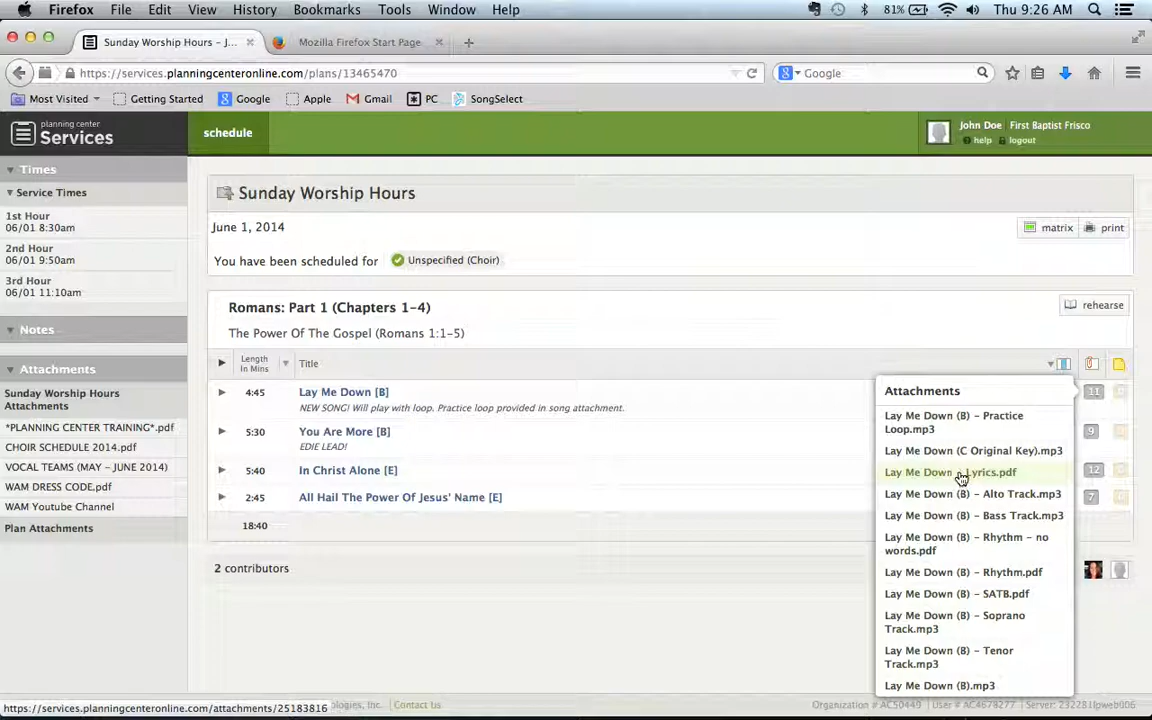 Firefox File Edit View History Bookmarks Tools Window Help 81% Thu 9:26 AM
Sunday Worship Hours - J... Mozilla Firefox Start Page
https://services.planningcenteronline.com/plans/13465470 Google
Most Visited Getting Started Google Apple Gmail PC SongSelect
planning center
Services
schedule
John Doe First Baptist Frisco
help logout
Times
Service Times
1st Hour
06/01 8:30am
2nd Hour
06/01 9:50am
3rd Hour
06/01 11:10am
Notes
Attachments
Sunday Worship Hours
Attachments
*PLANNING CENTER TRAINING*.pdf
CHOIR SCHEDULE 2014.pdf
VOCAL TEAMS (MAY - JUNE 2014)
WAM DRESS CODE.pdf
WAM Youtube Channel
Plan Attachments
Sunday Worship Hours
June 1, 2014
matrix print
You have been scheduled for Unspecified (Choir)
Romans: Part 1 (Chapters 1-4)
rehearse
The Power Of The Gospel (Romans 1:1-5)
Length
In Mins
Title
4:45 Lay Me Down [B] 11
NEW SONG! Will play with loop. Practice loop provided in song attachment.
5:30 You Are More [B] 9
EDIE LEAD!
5:40 In Christ Alone [E] 12
2:45 All Hail The Power Of Jesus' Name [E] 7
18:40
2 contributors
Attachments
Lay Me Down (B) - Practice
Loop.mp3
Lay Me Down (C Original Key).mp3
Lay Me Down - Lyrics.pdf
Lay Me Down (B) - Alto Track.mp3
Lay Me Down (B) - Bass Track.mp3
Lay Me Down (B) - Rhythm - no
words.pdf
Lay Me Down (B) - Rhythm.pdf
Lay Me Down (B) - SATB.pdf
Lay Me Down (B) - Soprano
Track.mp3
Lay Me Down (B) - Tenor
Track.mp3
Lay Me Down (B).mp3
https://services.planningcenteronline.com/attachments/25183816
Inc. Contact Us
Organization # AC50449 User # AC4679277